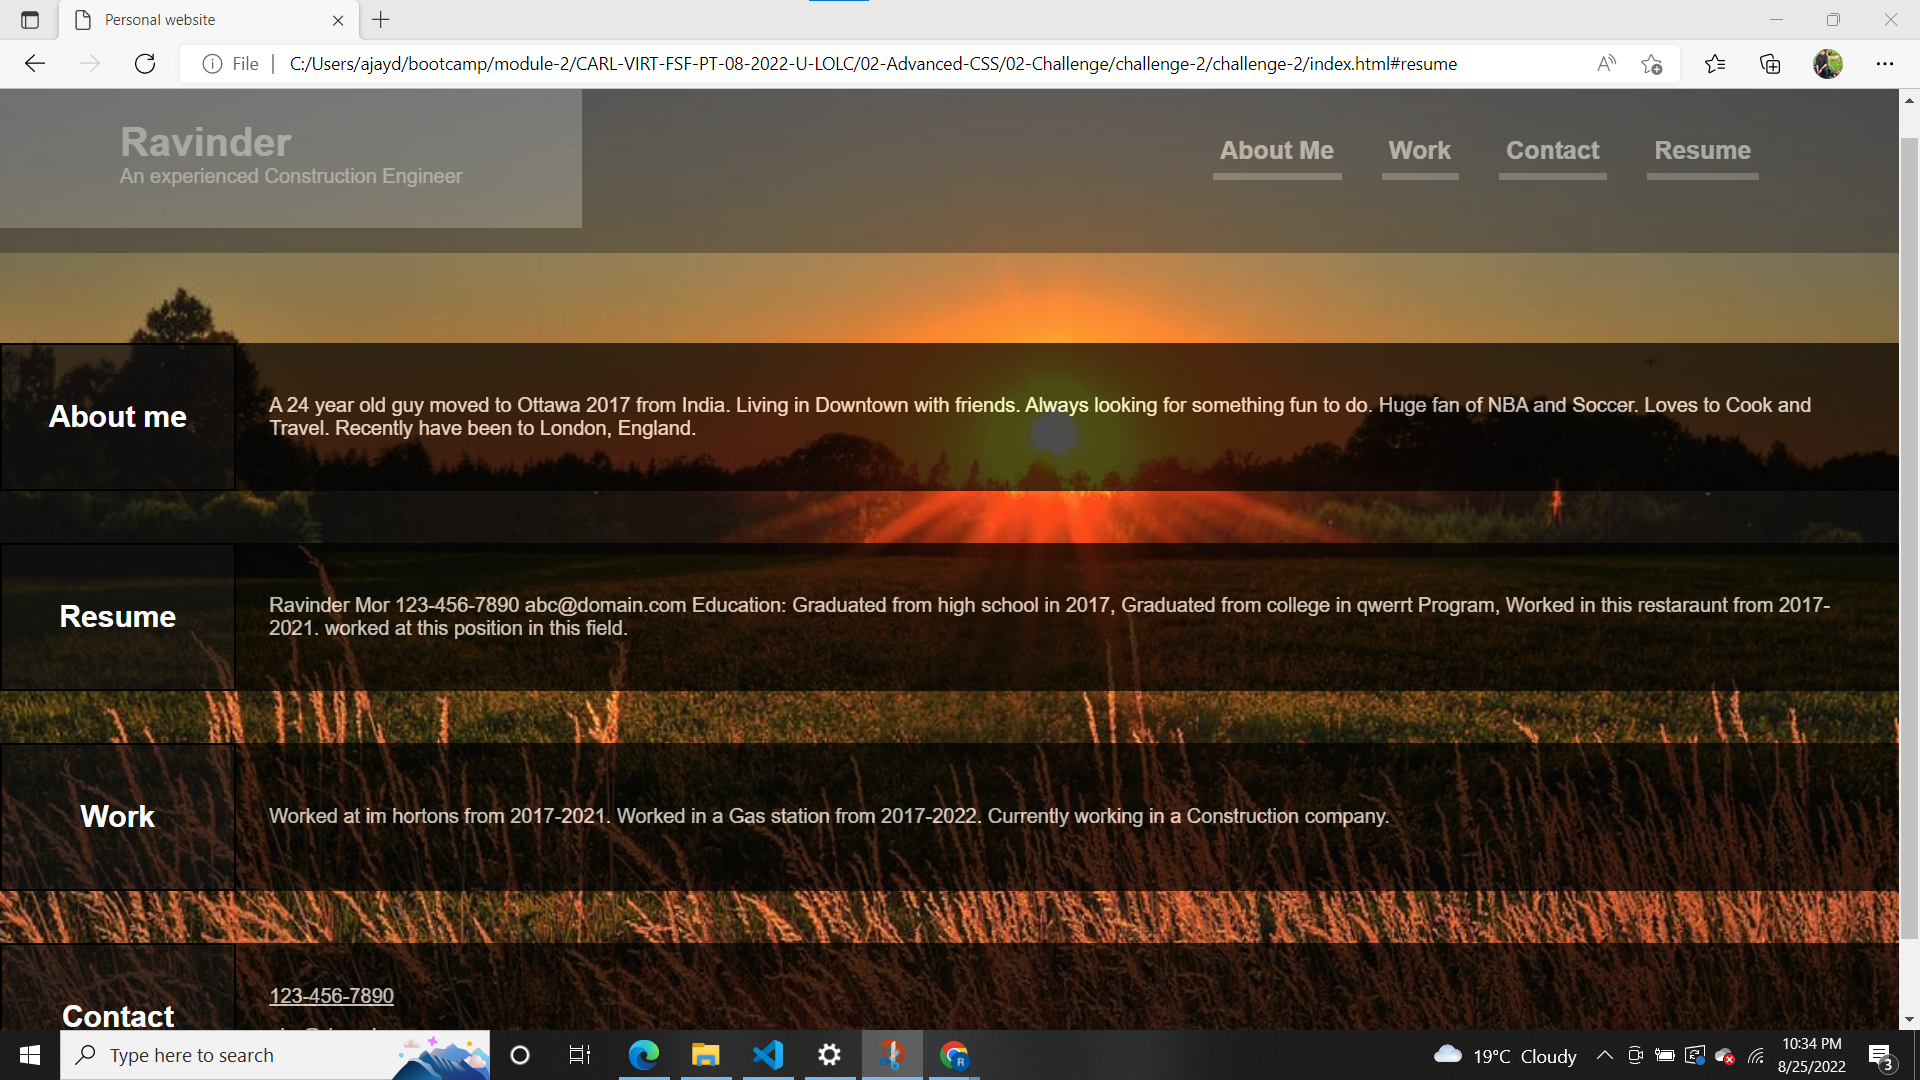 Personal website
File
C:/Users/ajayd/bootcamp/module-2/CARL-VIRT-FSF-PT-08-2022-U-LOLC/02-Advanced-CSS/02-Challenge/challenge-2/challenge-2/index.html#resume
Ravinder
An experienced Construction Engineer
About Me Work Contact Resume
About me
A 24 year old guy moved to Ottawa 2017 from India. Living in Downtown with friends. Always looking for something fun to do. Huge fan of NBA and Soccer. Loves to Cook and
Travel. Recently have been to London, England.
Resume
Ravinder Mor 123-456-7890 abc@domain.com Education: Graduated from high school in 2017, Graduated from college in qwerrt Program, Worked in this restaraunt from 2017-
2021. worked at this position in this field.
Work
Worked at im hortons from 2017-2021. Worked in a Gas station from 2017-2022. Currently working in a Construction company.
Contact
123-456-7890
Type here to search
19°C Cloudy
10:34 PM
8/25/2022
3